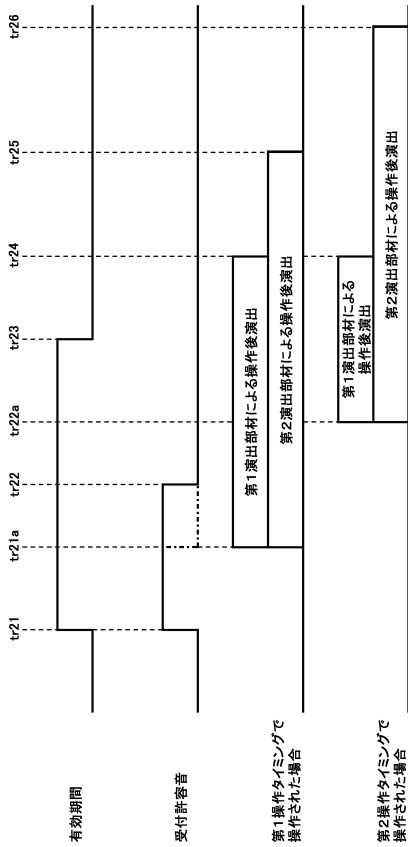 tr21
tr21a
tr22
tr22a
tr23
tr24
tr25
tr26
有効期間
受付許容音
第1操作タイミングで
操作された場合
第1演出部材による操作後演出
第2演出部材による操作後演出
第2操作タイミングで
操作された場合
第1演出部材による
操作後演出
第2演出部材による操作後演出